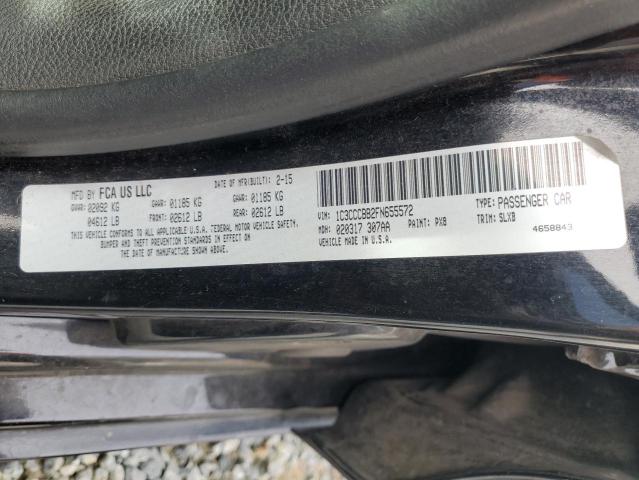 MFD BY FCA US LLC DATE OF MFR(BUILT): 2-15
GVWR: 02092 KG GAWR: 01185 KG GAWR: 01185 KG
04612 LB FRONT: 02612 LB REAR: 02612 LB
THIS VEHICLE CONFORMS TO ALL APPLICABLE U.S.A. FEDERAL MOTOR VEHICLE SAFETY,
BUMPER AND THEFT PREVENTION STANDARDS IN EFFECT ON
THE DATE OF MANUFACTURE SHOWN ABOVE.
VIN: 1C3CCCBB2FN655572 TYPE: PASSENGER CAR
MDH: 020317 307AA PAINT: PX8 TRIM: SLXB
VEHICLE MADE IN U.S.A. 4658843